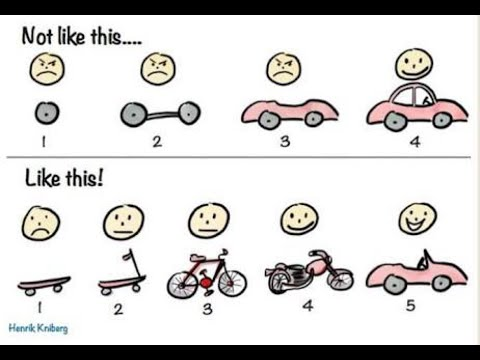 Not like this....
1 2 3 4
Like this!
1 2 3 4 5
Henrik Kniberg